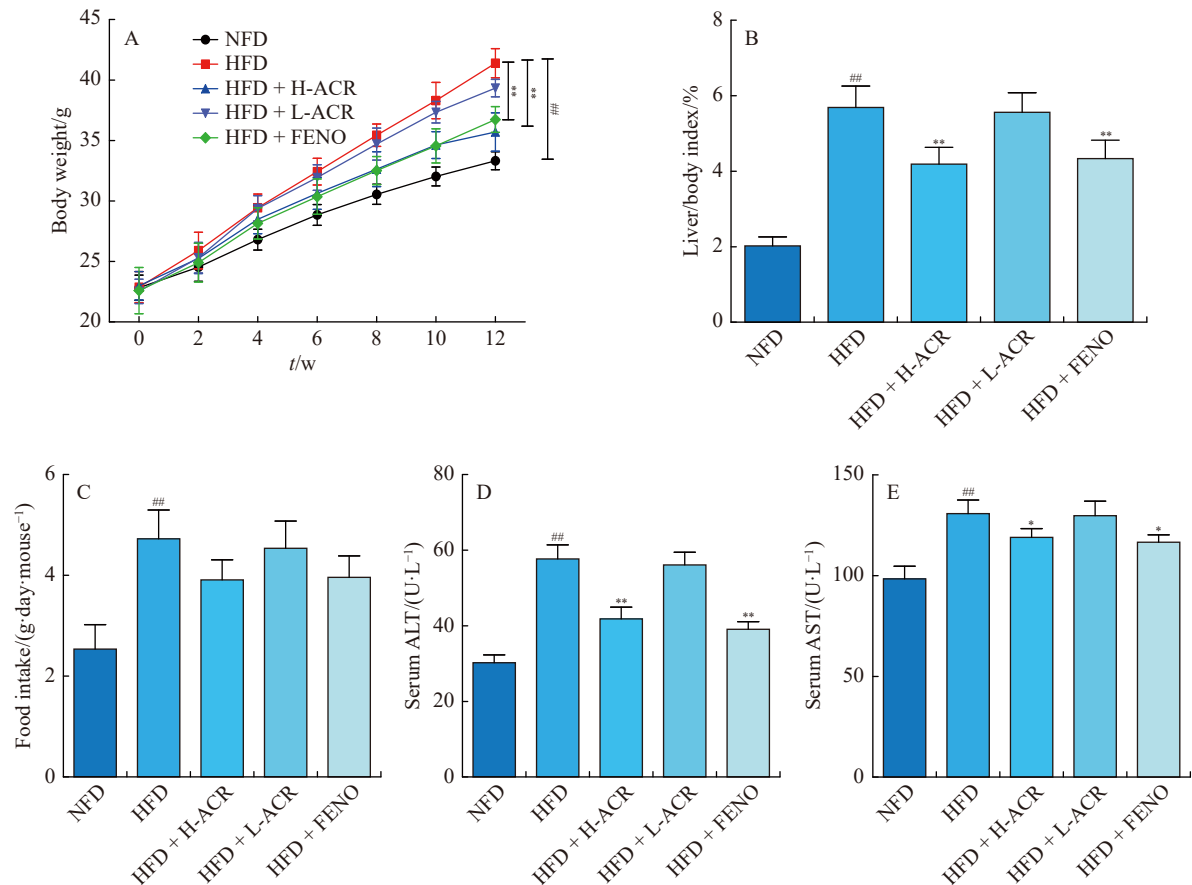 A
NFD
HFD
HFD + H-ACR
HFD + L-ACR
HFD + FENO
Body weight/g
45
40
35
30
25
20
0 2 4 6 8 10 12
t/w
**
**
##
B
Liver/body index/%
8
6
4
2
0
##
**
**
NFD
HFD
HFD + H-ACR
HFD + L-ACR
HFD + FENO
C
Food intake/(g·day·mouse⁻¹)
6
4
2
0
##
NFD
HFD
HFD + H-ACR
HFD + L-ACR
HFD + FENO
D
Serum ALT/(U·L⁻¹)
80
60
40
20
0
##
**
**
NFD
HFD
HFD + H-ACR
HFD + L-ACR
HFD + FENO
E
Serum AST/(U·L⁻¹)
150
100
50
0
##
*
*
NFD
HFD
HFD + H-ACR
HFD + L-ACR
HFD + FENO